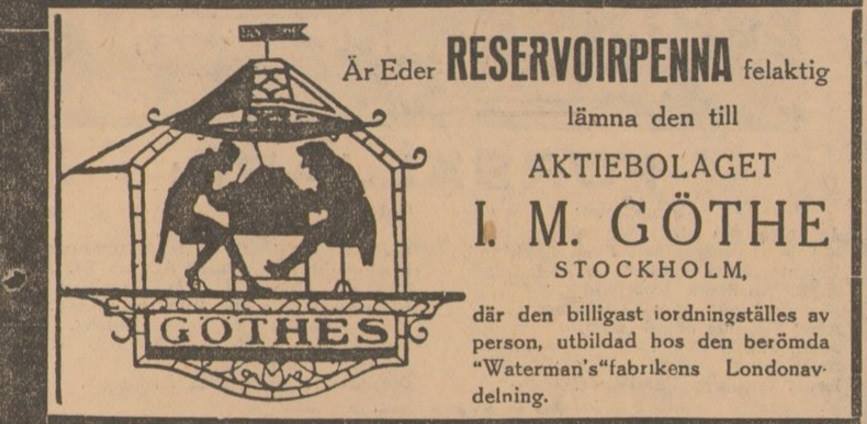 Är Eder RESERVOIRPENNA felaktig
lämna den till
AKTIEBOLAGET
I. M. GÖTHE
STOCKHOLM,
där den billigast iordningställes av
person, utbildad hos den berömda
"Waterman's"fabrikens Londonav-
delning.
GÖTHES